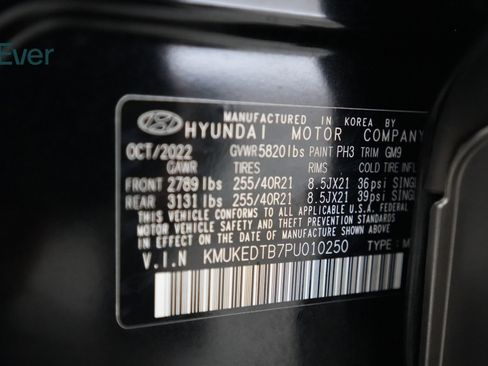 Ever
MANUFACTURED IN KOREA BY
HYUNDAI MOTOR COMPANY
OCT/2022 GVWR 5820lbs PAINT PH3 TRIM GM9
GAWR TIRES RIMS COLD TIRE INFL
FRONT 2789lbs 255/40R21 8.5JX21 36psi SINGL
REAR 3131lbs 255/40R21 8.5JX21 39psi SINGL
THIS VEHICLE CONFORMS TO ALL APPLICABLE U.S. FEDERAL
MOTOR VEHICLE SAFETY AND THEFT PREVENTION STANDARDS
IN EFFECT ON THE DATE OF MANUFACTURE SHOWN ABOVE.
V.I.N KMUKEDTB7PU010250 TYPE: M